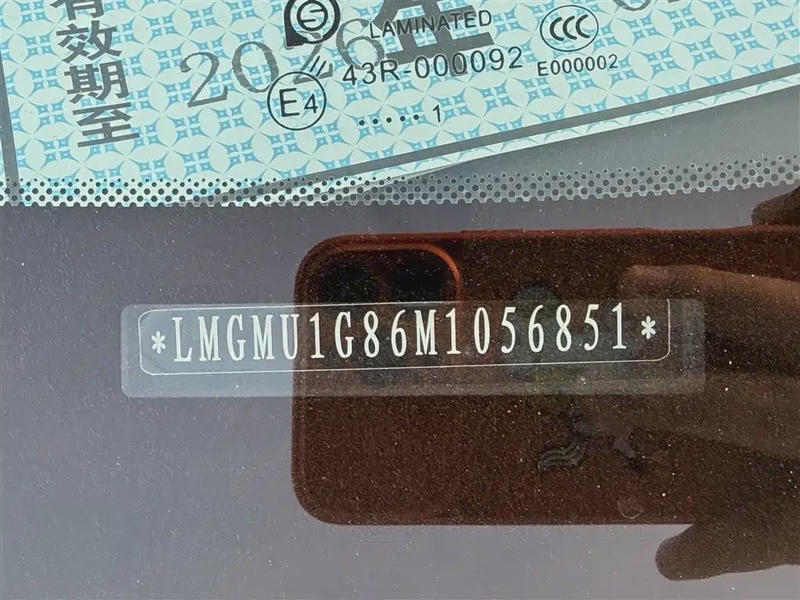 有效期至
2026年
LAMINATED
E4
43R-000092
CCC
E000002
·····1
*LMGMU1G86M1056851*